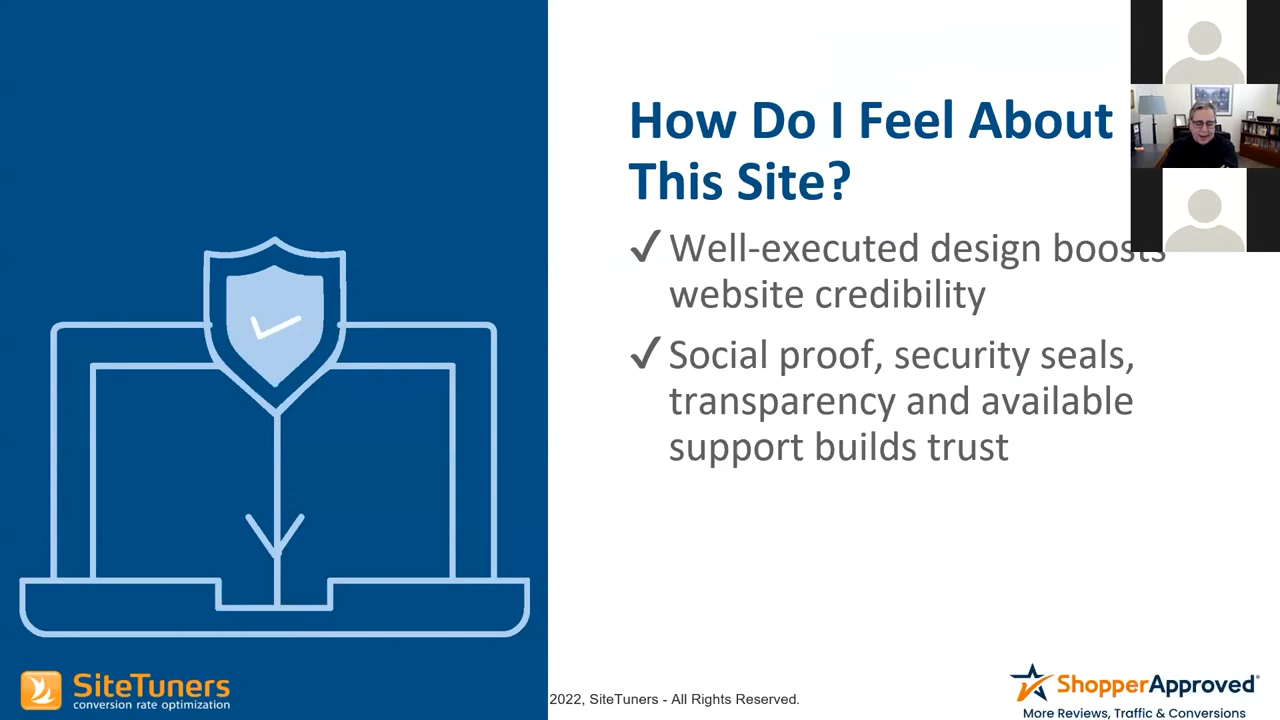 How Do I Feel About
This Site?
✓ Well-executed design boosts
website credibility
✓ Social proof, security seals,
transparency and available
support builds trust
SiteTuners
conversion rate optimization
2022, SiteTuners - All Rights Reserved.
ShopperApproved®
More Reviews, Traffic & Conversions